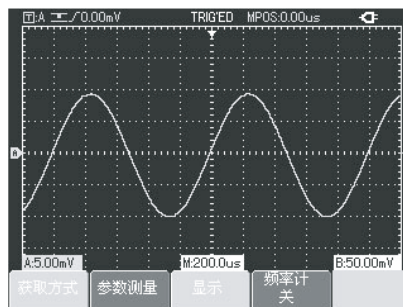 T:A 0.00mV TRIG'ED MPOS:0.00us
A
A:5.00mV M:200.0us B:50.00mV
获取方式 参数测量 显示 频率计
关